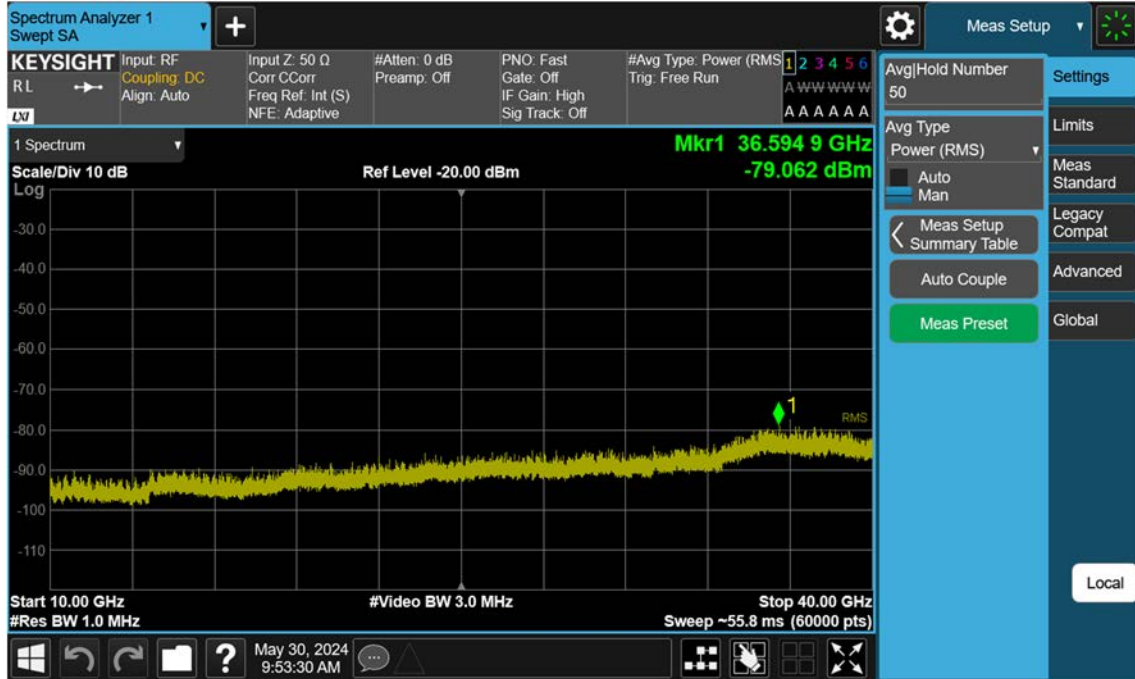 Spectrum Analyzer 1
Swept SA
+
Meas Setup
KEYSIGHT
R L
LXI
Input: RF
Coupling: DC
Align: Auto
Input Z: 50 Ω
Corr CCorr
Freq Ref: Int (S)
NFE: Adaptive
#Atten: 0 dB
Preamp: Off
PNO: Fast
Gate: Off
IF Gain: High
Sig Track: Off
#Avg Type: Power (RMS
Trig: Free Run
1 2 3 4 5 6
A W W W W W
A A A A A A
1 Spectrum
Mkr1 36.594 9 GHz
-79.062 dBm
Scale/Div 10 dB
Ref Level -20.00 dBm
Log
-30.0
-40.0
-50.0
-60.0
-70.0
-80.0
-90.0
-100
-110
1
RMS
Start 10.00 GHz
#Video BW 3.0 MHz
Stop 40.00 GHz
#Res BW 1.0 MHz
Sweep ~55.8 ms (60000 pts)
Avg|Hold Number
50
Avg Type
Power (RMS)
Auto
Man
Meas Setup
Summary Table
Auto Couple
Meas Preset
Settings
Limits
Meas
Standard
Legacy
Compat
Advanced
Global
Local
?
May 30, 2024
9:53:30 AM